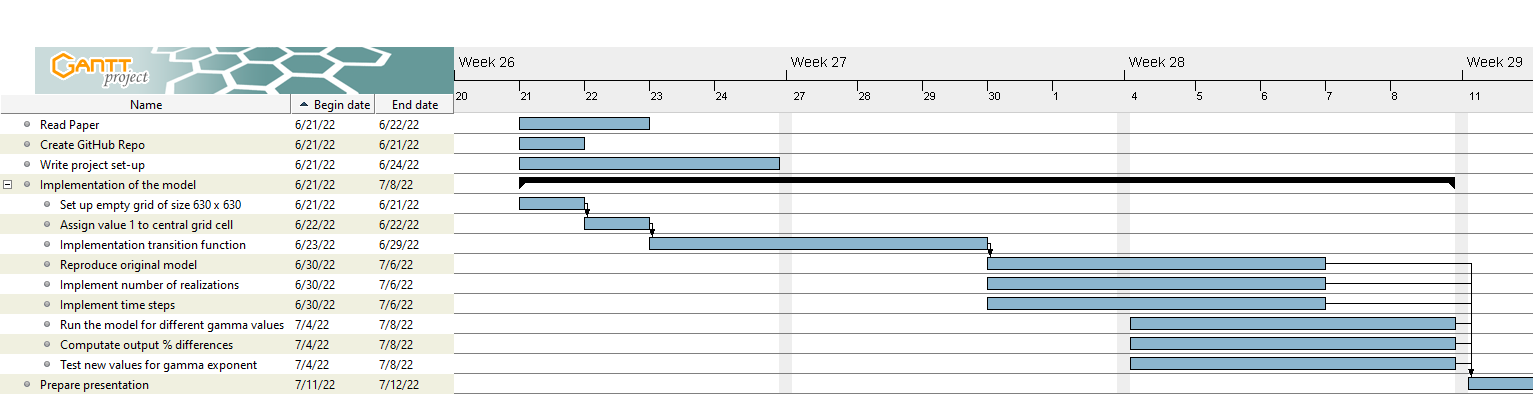 GANTT
project
Week 26 Week 27 Week 28 Week 29
20 21 22 23 24 27 28 29 30 1 4 5 6 7 8 11
Name Begin date End date
Read Paper 6/21/22 6/22/22
Create GitHub Repo 6/21/22 6/21/22
Write project set-up 6/21/22 6/24/22
Implementation of the model 6/21/22 7/8/22
Set up empty grid of size 630 x 630 6/21/22 6/21/22
Assign value 1 to central grid cell 6/22/22 6/22/22
Implementation transition function 6/23/22 6/29/22
Reproduce original model 6/30/22 7/6/22
Implement number of realizations 6/30/22 7/6/22
Implement time steps 6/30/22 7/6/22
Run the model for different gamma values 7/4/22 7/8/22
Computate output % differences 7/4/22 7/8/22
Test new values for gamma exponent 7/4/22 7/8/22
Prepare presentation 7/11/22 7/12/22